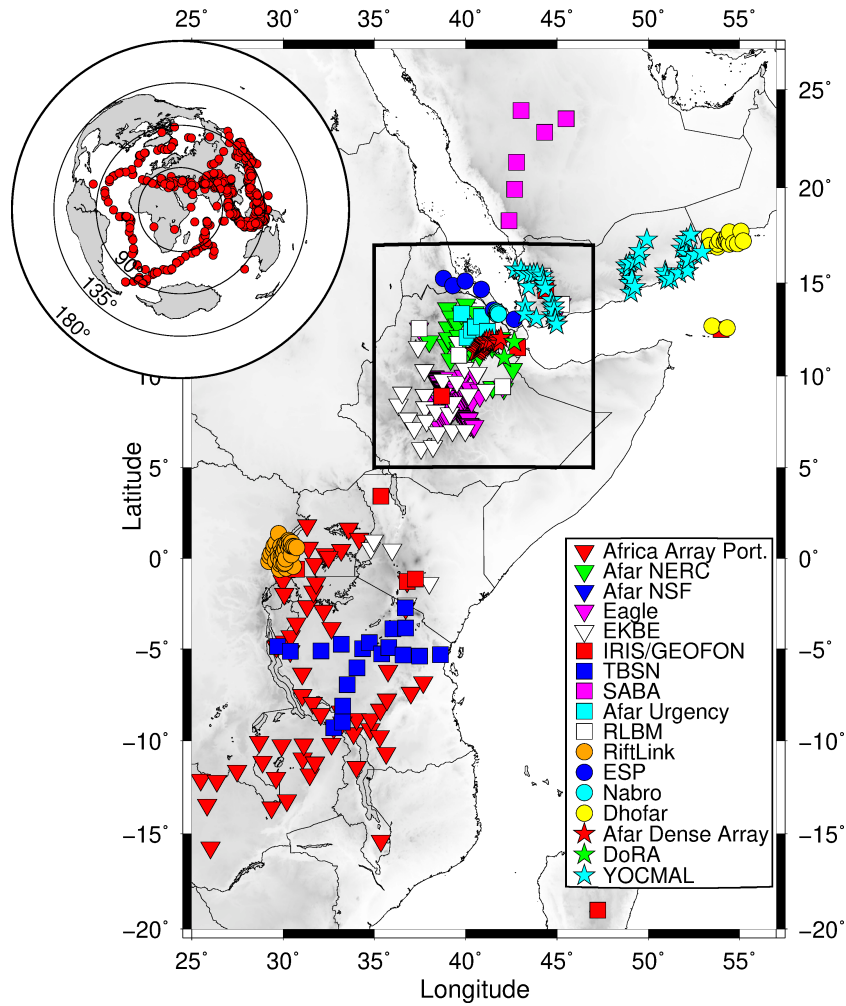 25° 30° 35° 40° 45° 50° 55°
90°
135°
180°
25°
20°
15°
10° 10°
5° 5°
0° 0°
−5° −5°
−10° −10°
−15° −15°
−20° −20°
Latitude
Africa Array Port.
Afar NERC
Afar NSF
Eagle
EKBE
IRIS/GEOFON
TBSN
SABA
Afar Urgency
RLBM
RiftLink
ESP
Nabro
Dhofar
Afar Dense Array
DoRA
YOCMAL
25° 30° 35° 40° 45° 50° 55°
Longitude